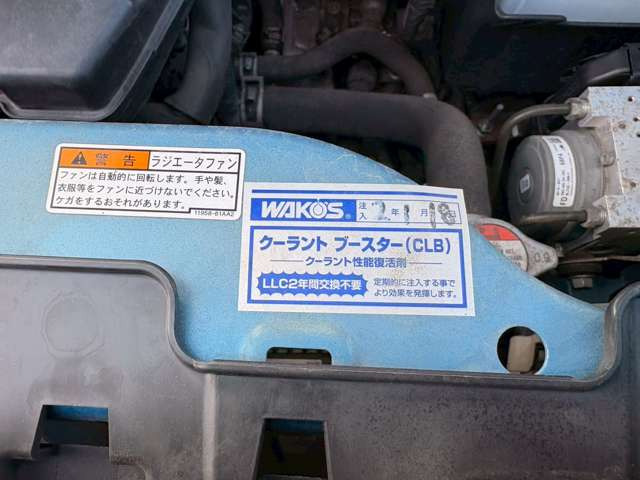 警告 ラジエータファン
ファンは自動的に回転します。手や髪、
衣服等をファンに近づけないでください。
ケガをするおそれがあります。
11958-81AA2
WAKO'S® 注入 2年 1月 18日
クーラント ブースター(CLB)
クーラント性能復活剤
LLC2年間交換不要
定期的に注入する事で
より効果を発揮します。